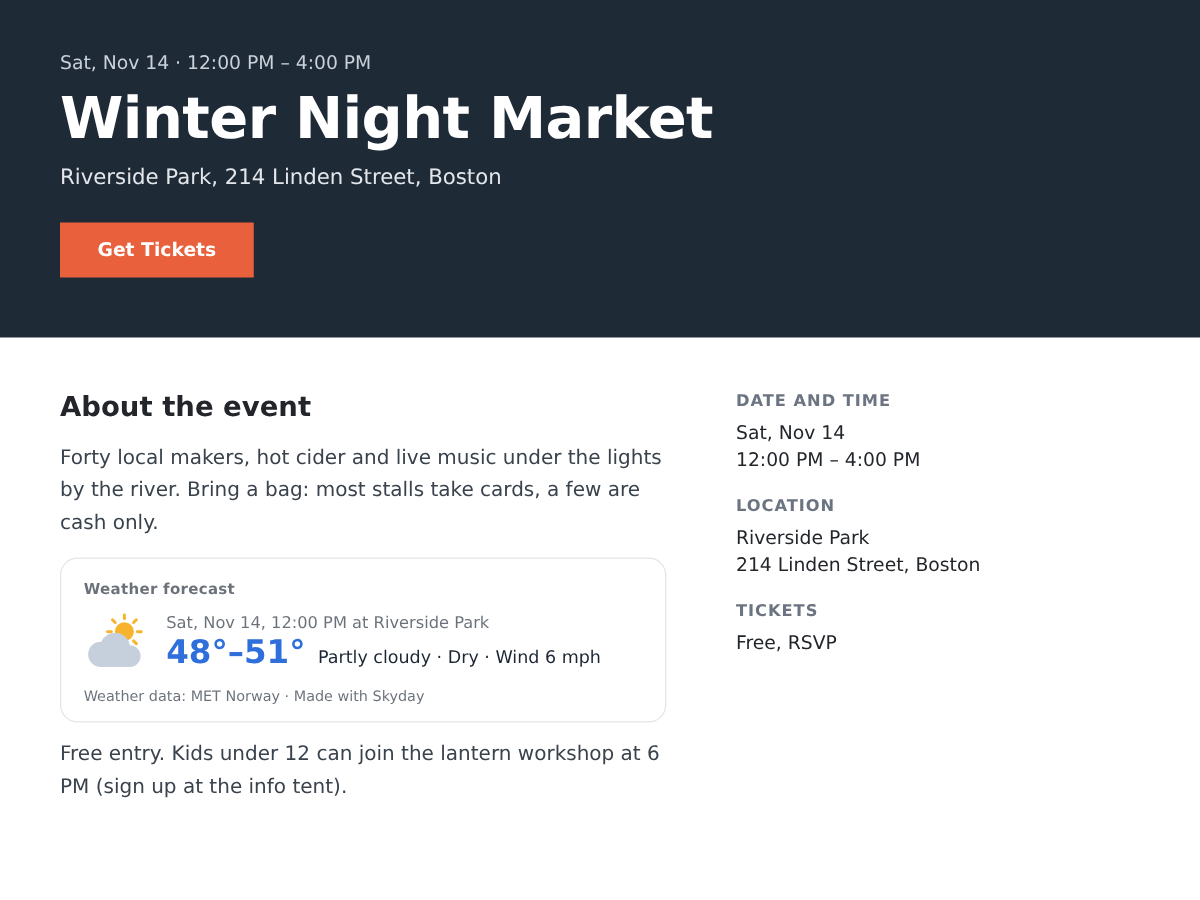 Sat, Nov 14 · 12:00 PM – 4:00 PM
Winter Night Market
Riverside Park, 214 Linden Street, Boston
Get Tickets
About the event
Forty local makers, hot cider and live music under the lights
by the river. Bring a bag: most stalls take cards, a few are
cash only.
Weather forecast
Sat, Nov 14, 12:00 PM at Riverside Park
48°–51° Partly cloudy · Dry · Wind 6 mph
Weather data: MET Norway · Made with Skyday
Free entry. Kids under 12 can join the lantern workshop at 6
PM (sign up at the info tent).
DATE AND TIME
Sat, Nov 14
12:00 PM – 4:00 PM
LOCATION
Riverside Park
214 Linden Street, Boston
TICKETS
Free, RSVP